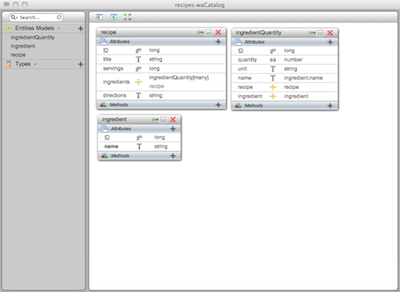 recipes.waCatalog
Search...
Entities Models
ingredientQuantity
ingredient
recipe
Types
recipe
Attributes
ID long
title string
servings long
ingredients ingredientQuantity[many]
recipe
directions string
Methods
ingredientQuantity
Attributes
ID long
quantity number
unit string
name ingredient.name
recipe recipe
ingredient ingredient
Methods
ingredient
Attributes
ID long
name string
Methods